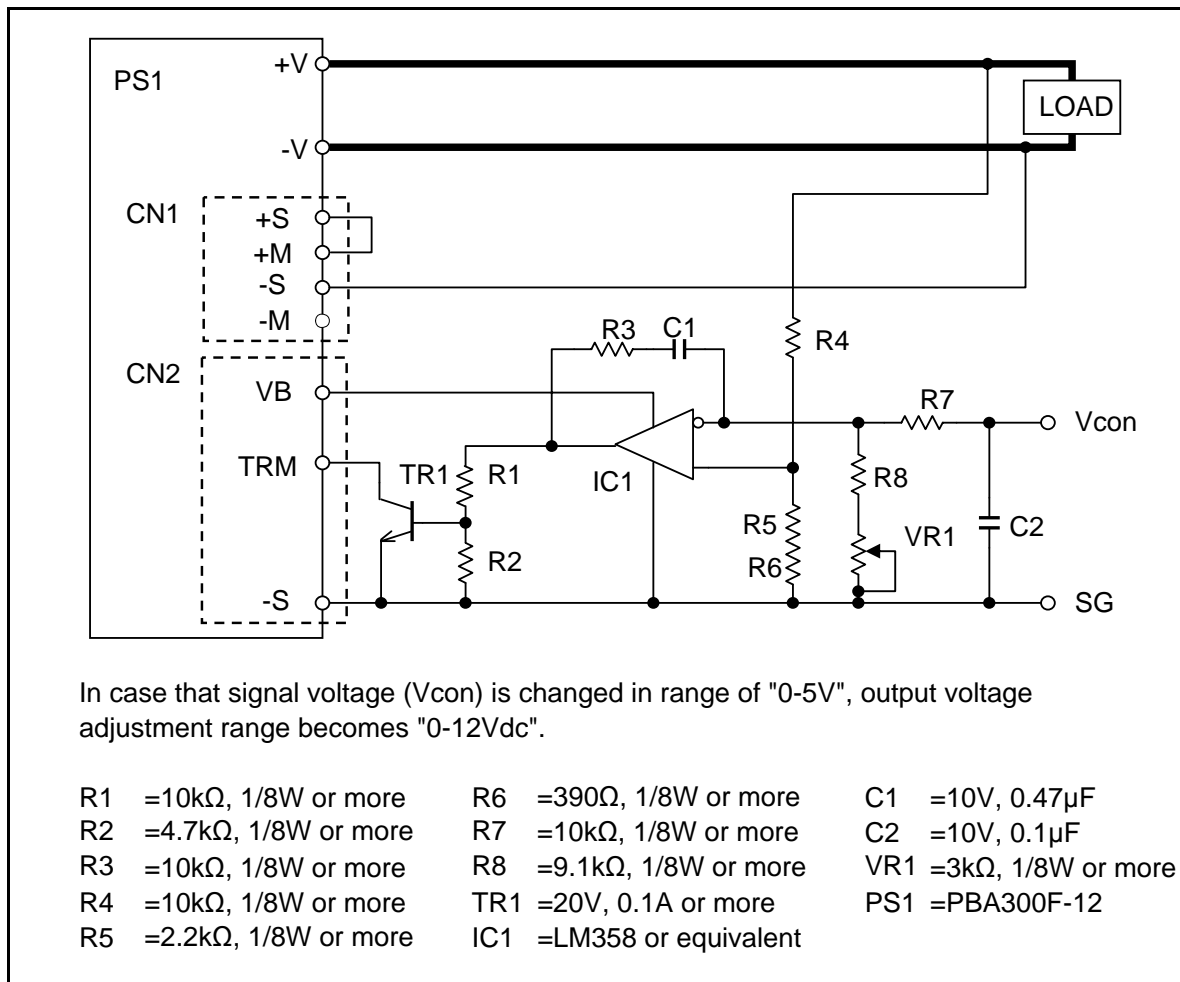 PS1
+V
-V
LOAD
CN1
+S
+M
-S
-M
R3
C1
R4
CN2
VB
R7
Vcon
TRM
TR1
R1
IC1
R8
R5
VR1
C2
R2
R6
-S
SG
In case that signal voltage (Vcon) is changed in range of "0-5V", output voltage
adjustment range becomes "0-12Vdc".
R1 =10kΩ, 1/8W or more
R2 =4.7kΩ, 1/8W or more
R3 =10kΩ, 1/8W or more
R4 =10kΩ, 1/8W or more
R5 =2.2kΩ, 1/8W or more
R6 =390Ω, 1/8W or more
R7 =10kΩ, 1/8W or more
R8 =9.1kΩ, 1/8W or more
TR1 =20V, 0.1A or more
IC1 =LM358 or equivalent
C1 =10V, 0.47µF
C2 =10V, 0.1µF
VR1 =3kΩ, 1/8W or more
PS1 =PBA300F-12